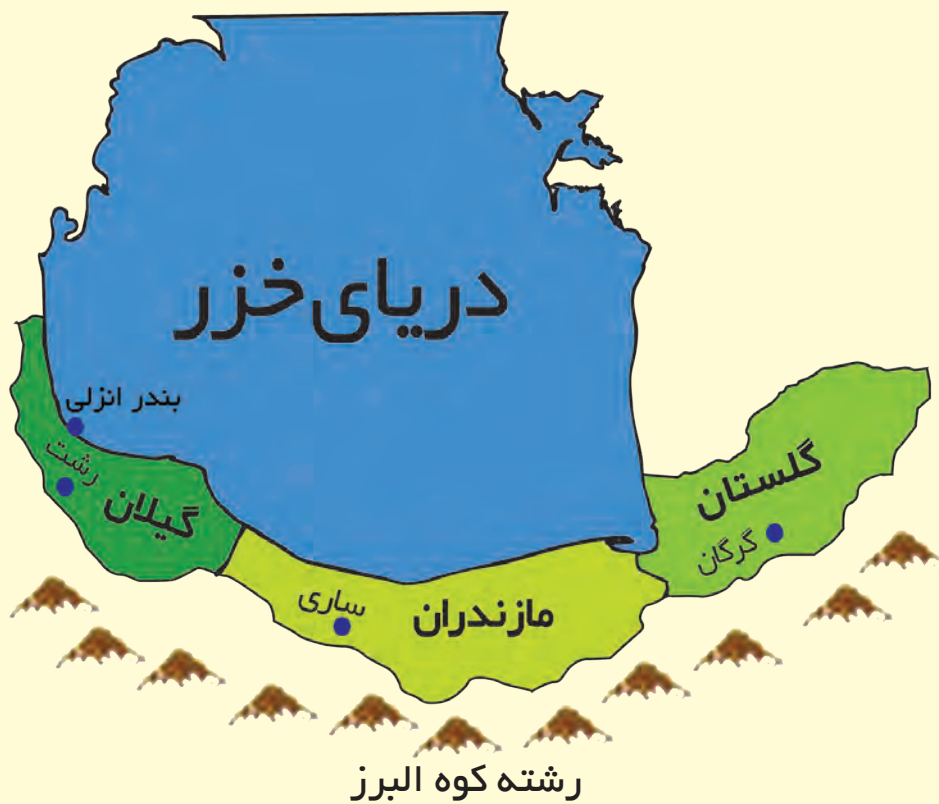 دریای خزر
بندر انزلی
رشت
گیلان
گلستان
گرگان
ساری
مازندران
رشته کوه البرز